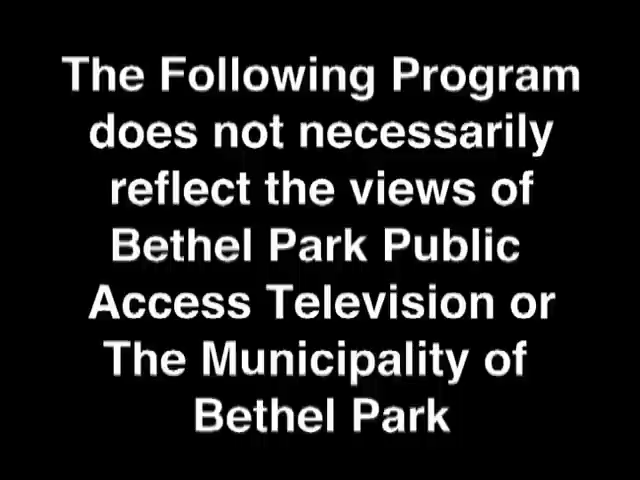 The Following Program
does not necessarily
reflect the views of
Bethel Park Public
Access Television or
The Municipality of
Bethel Park